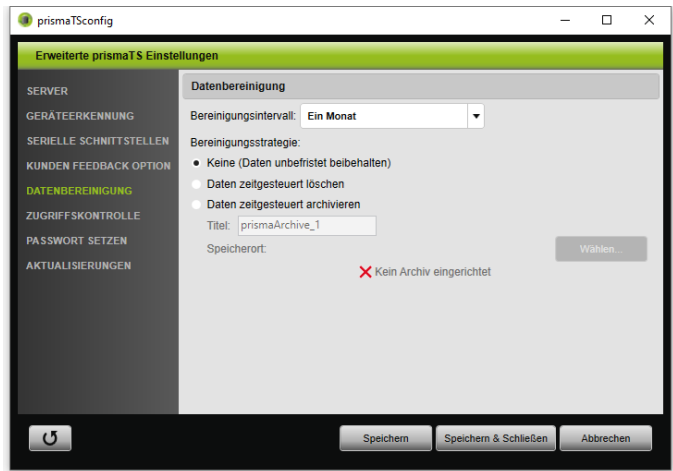 prismaTSconfig
Erweiterte prismaTS Einstellungen
SERVER
GERÄTEERKENNUNG
SERIELLE SCHNITTSTELLEN
KUNDEN FEEDBACK OPTION
DATENBEREINIGUNG
ZUGRIFFSKONTROLLE
PASSWORT SETZEN
AKTUALISIERUNGEN
Datenbereinigung
Bereinigungsintervall: Ein Monat
Bereinigungsstrategie:
Keine (Daten unbefristet beibehalten)
Daten zeitgesteuert löschen
Daten zeitgesteuert archivieren
Titel: prismaArchive_1
Speicherort: Wählen...
Kein Archiv eingerichtet
Speichern Speichern & Schließen Abbrechen